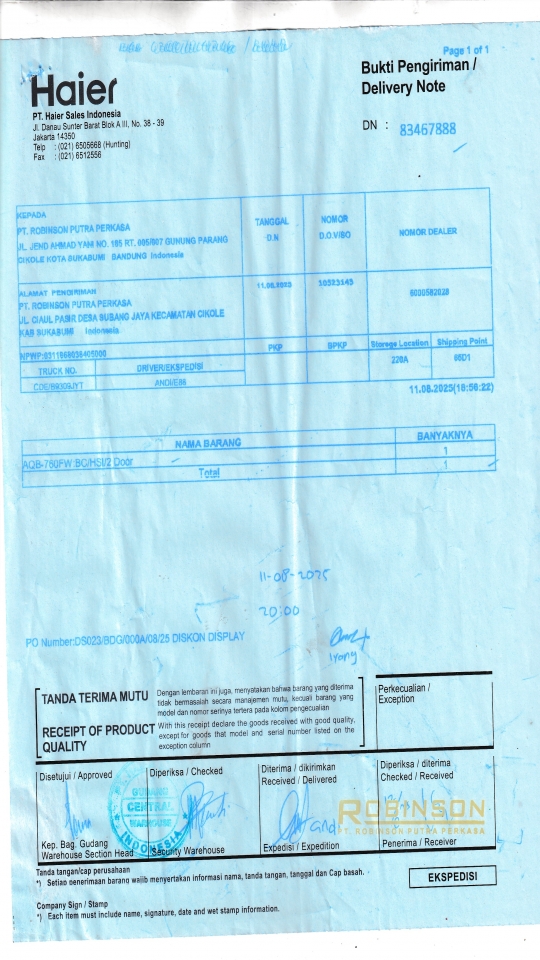 Page 1 of 1
Haier
Bukti Pengiriman /
Delivery Note
PT. Haier Sales Indonesia
Jl. Danau Sunter Barat Blok A III, No. 38 - 39
Jakarta 14350
Telp : (021) 6505668 (Hunting)
Fax : (021) 6512556
DN : 83467888
KEPADA
PT. ROBINSON PUTRA PERKASA
JL. JEND AHMAD YANI NO. 185 RT. 005/007 GUNUNG PARANG
CIKOLE KOTA SUKABUMI BANDUNG Indonesia
TANGGAL
D.N
NOMOR
D.O.V/BO
NOMOR DEALER
ALAMAT PENGIRIMAN
PT. ROBINSON PUTRA PERKASA
JL. CIAUL PASIR DESA SUBANG JAYA KECAMATAN CIKOLE
KAB SUKABUMI Indonesia
11.08.2025
10523143
6000582028
PKP
BPKP
Storege Location
Shipping Point
TRUCK NO.
DRIVER/EKSPEDISI
220A
65D1
ANDI/E86
11.08.2025(18:56:22)
NAMA BARANG
BANYAKNYA
AQB-760FW:BC/HSI/2 Door
1
Total
1
11-08-2025
20:00
PO Number:DS023/BDG/000A/08/25 DISKON DISPLAY
Iyang
TANDA TERIMA MUTU
Dengan lembaran ini juga, menyatakan bahwa barang yang diterima
tidak bermasalah secara manajemen mutu, kecuali barang yang
model dan nomor serinya tertera pada kolom pengecualian
RECEIPT OF PRODUCT
QUALITY
With this receipt declare the goods received with good quality,
except for goods that model and serial number listed on the
exception column
Perkecualian /
Exception
Disetujui / Approved
Diperiksa / Checked
Diterima / dikirimkan
Received / Delivered
Diperiksa / diterima
Checked / Received
GUDANG
CENTRAL
WAREHOUSE
INDONESIA
ROBINSON
PT. ROBINSON PUTRA PERKASA
Kep. Bag. Gudang
Warehouse Section Head
Security Warehouse
Expedisi / Expedition
Penerima / Receiver
Tanda tangan/cap perusahaan
*) Setiap penerimaan barang wajib menyertakan informasi nama, tanda tangan, tanggal dan Cap basah.
EKSPEDISI
Company Sign / Stamp
*) Each item must include name, signature, date and wet stamp information.